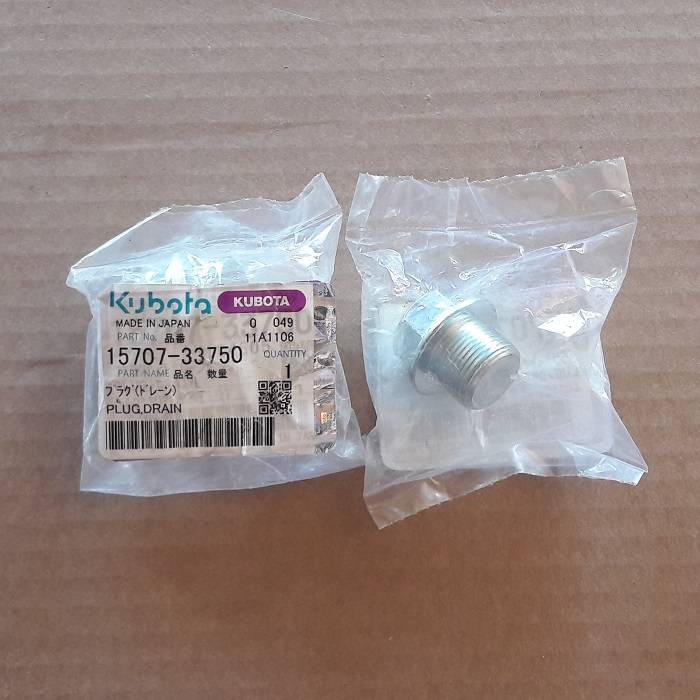 Kubota KUBOTA
MADE IN JAPAN 0 049
PART No. 品番 11A1106
15707-33750 QUANTITY
PART NAME 品名 数量 1
プラグ(ドレーン)
PLUG,DRAIN